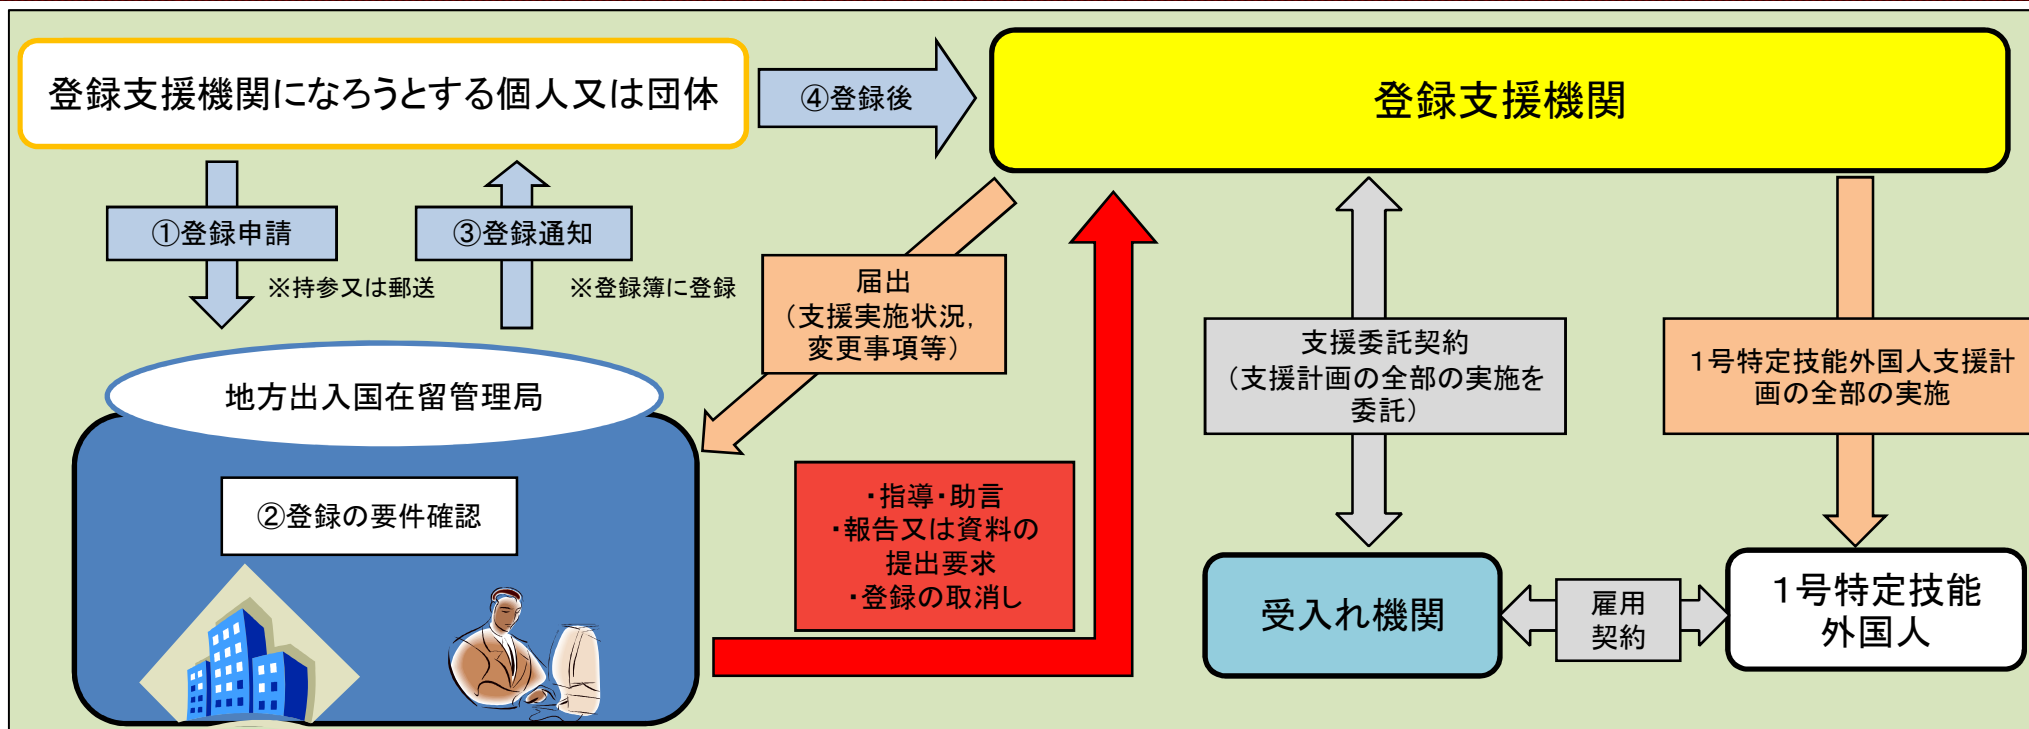 登録支援機関になろうとする個人又は団体
④登録後
登録支援機関
①登録申請
※持参又は郵送
③登録通知
※登録簿に登録
届出
（支援実施状況，
変更事項等）
支援委託契約
（支援計画の全部の実施を
委託）
１号特定技能外国人支援計
画の全部の実施
地方出入国在留管理局
②登録の要件確認
・指導・助言
・報告又は資料の
提出要求
・登録の取消し
受入れ機関
雇用
契約
１号特定技能
外国人